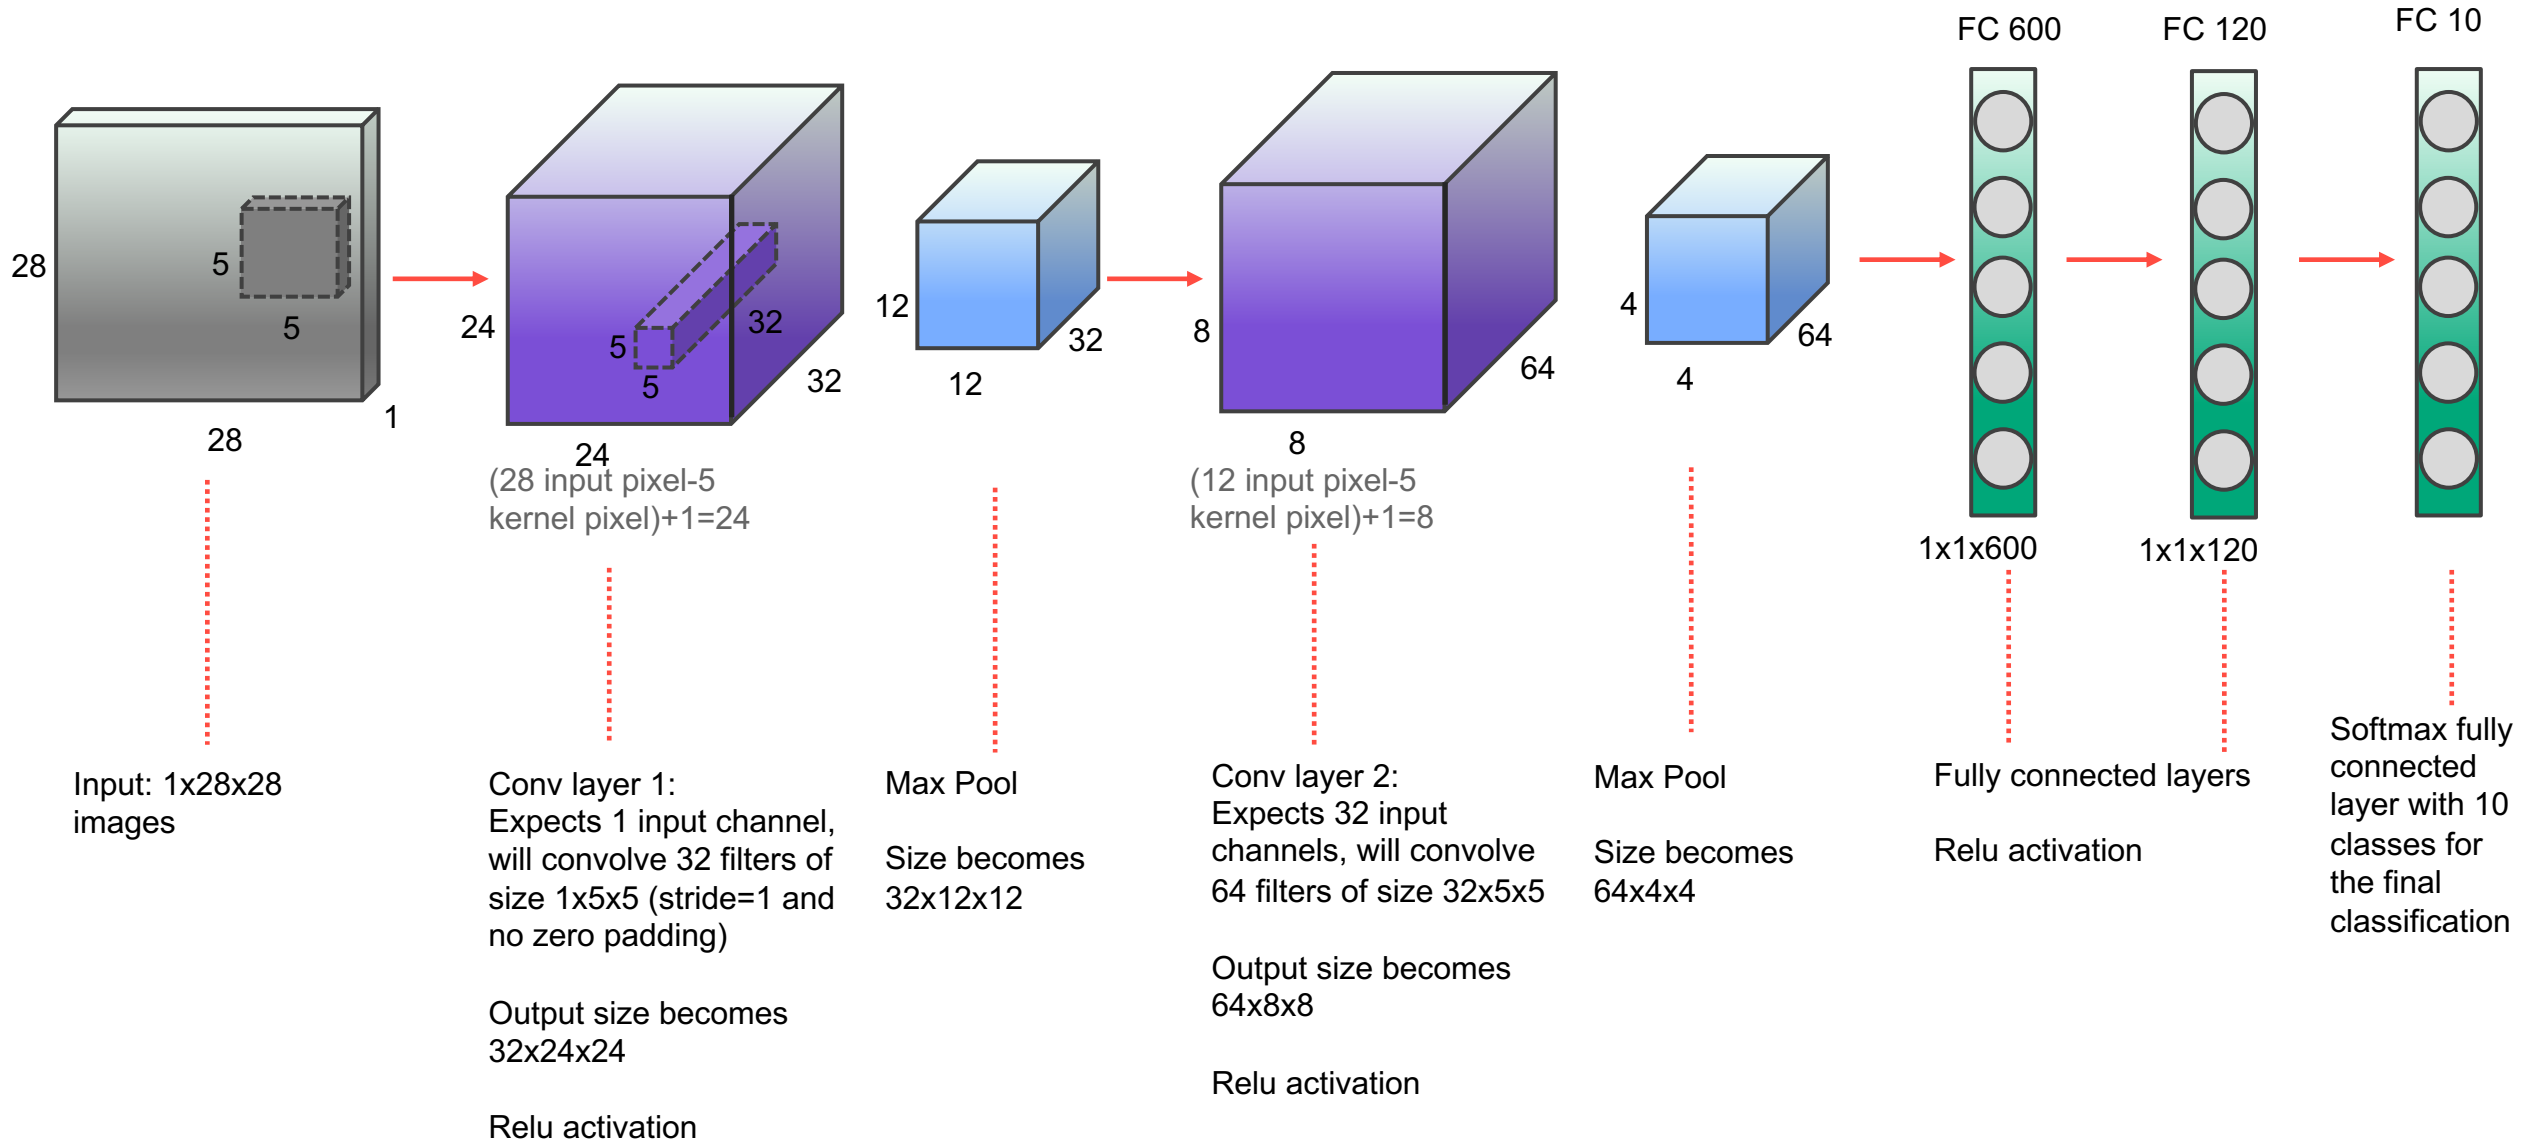 FC 600
FC 120
FC 10
28
5
5
28
1
24
5
5
32
32
24
(28 input pixel-5
kernel pixel)+1=24
12
12
32
8
8
64
(12 input pixel-5
kernel pixel)+1=8
4
4
64
1x1x600
1x1x120
Input: 1x28x28
images
Conv layer 1:
Expects 1 input channel,
will convolve 32 filters of
size 1x5x5 (stride=1 and
no zero padding)
Output size becomes
32x24x24
Relu activation
Max Pool
Size becomes
32x12x12
Conv layer 2:
Expects 32 input
channels, will convolve
64 filters of size 32x5x5
Output size becomes
64x8x8
Relu activation
Max Pool
Size becomes
64x4x4
Fully connected layers
Relu activation
Softmax fully
connected
layer with 10
classes for
the final
classification